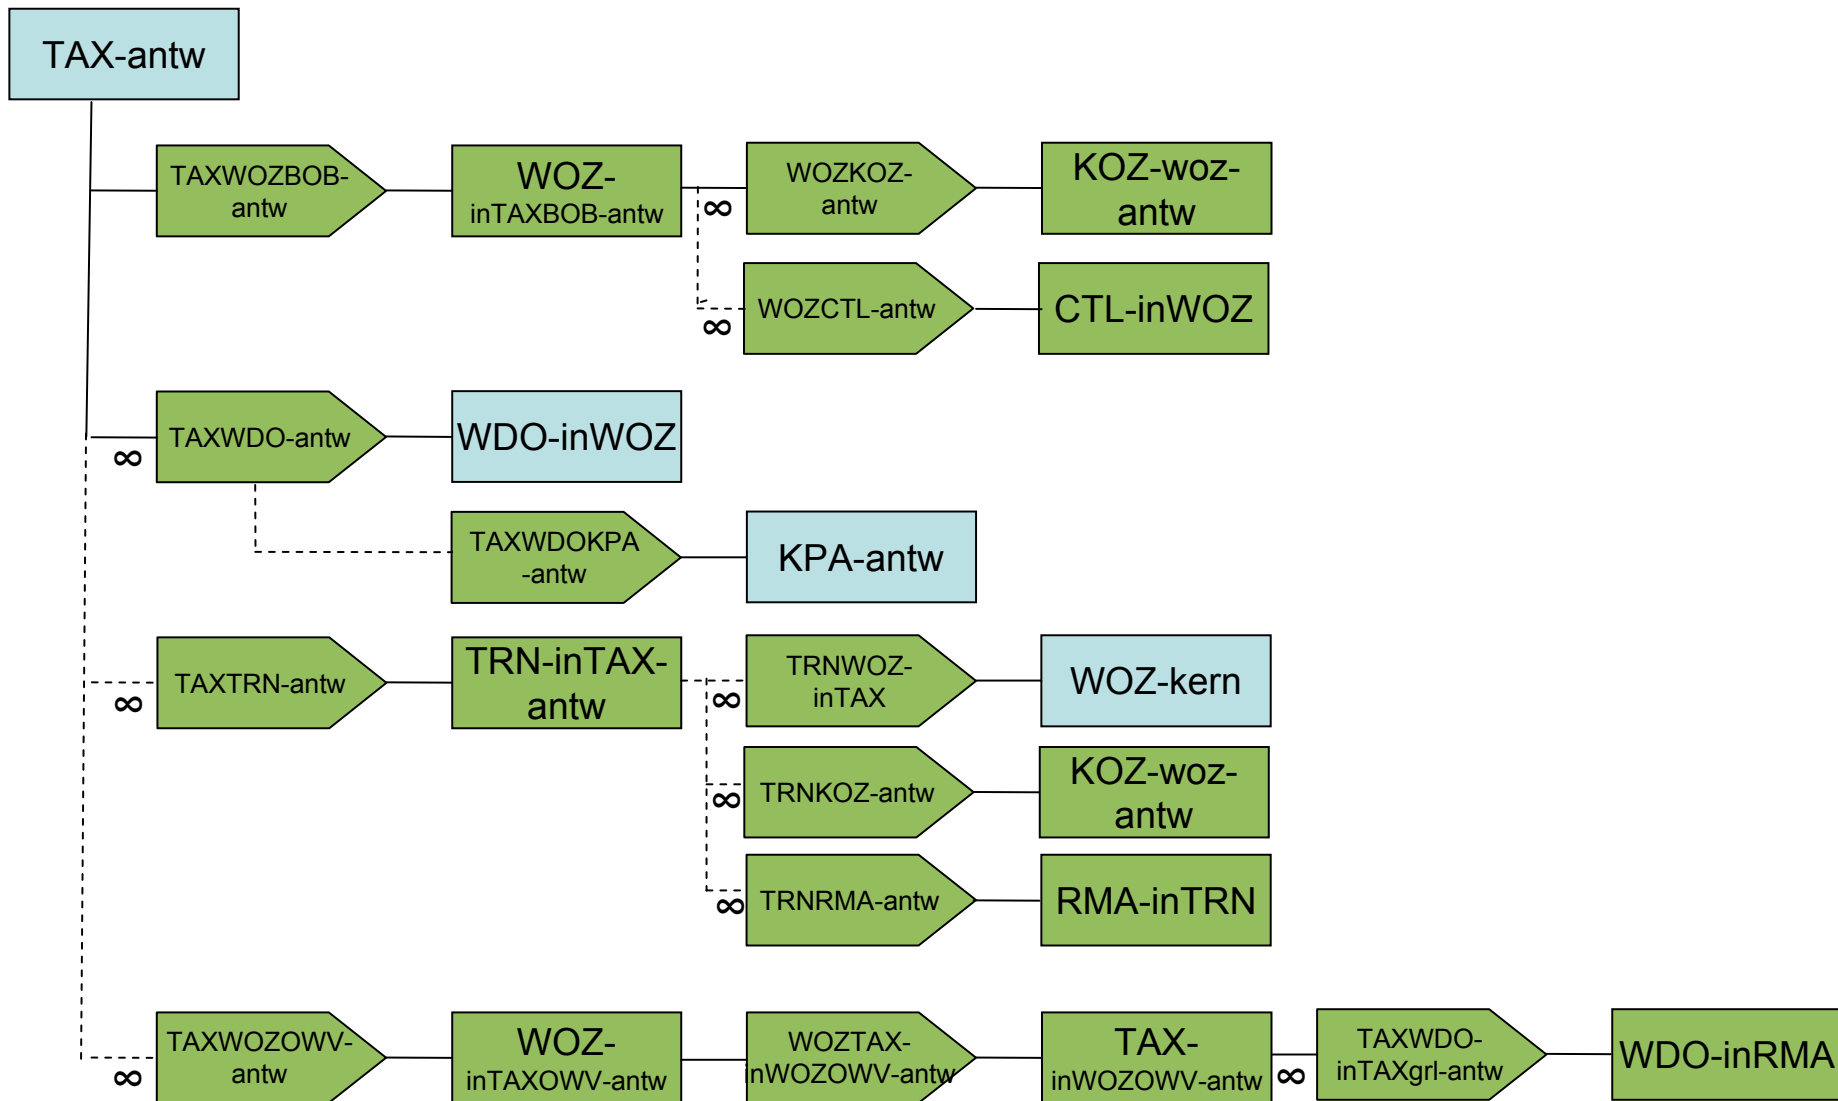 TAX-antw
TAXWOZBOB-
antw
WOZ-
inTAXBOB-antw
∞
WOZKOZ-
antw
KOZ-woz-
antw
∞
WOZCTL-antw
CTL-inWOZ
∞
TAXWDO-antw
WDO-inWOZ
TAXWDOKPA
-antw
KPA-antw
∞
TAXTRN-antw
TRN-inTAX-
antw
∞
TRNWOZ-
inTAX
WOZ-kern
∞
TRNKOZ-antw
KOZ-woz-
antw
∞
TRNRMA-antw
RMA-inTRN
∞
TAXWOZOWV-
antw
WOZ-
inTAXOWV-antw
WOZTAX-
inWOZOWV-antw
TAX-
inWOZOWV-antw
∞
TAXWDO-
inTAXgrl-antw
WDO-inRMA